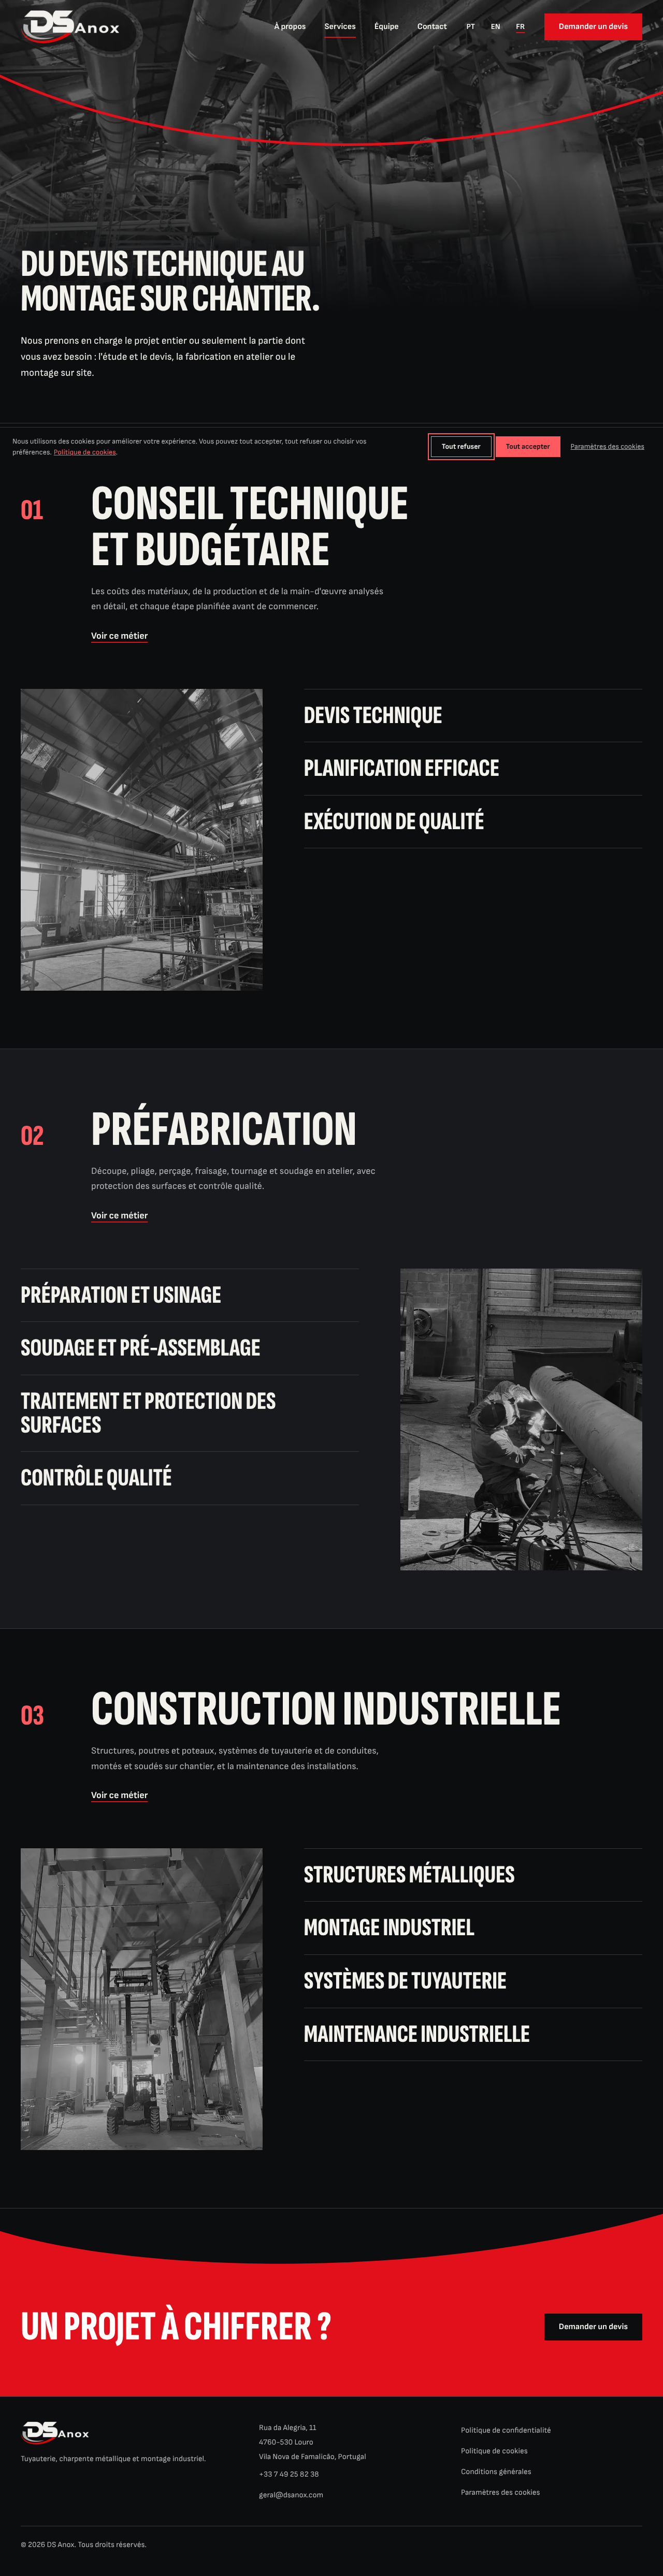 DS Anox
À propos
Services
Équipe
Contact
PT
EN
FR
Demander un devis
DU DEVIS TECHNIQUE AU
MONTAGE SUR CHANTIER.
Nous prenons en charge le projet entier ou seulement la partie dont
vous avez besoin : l'étude et le devis, la fabrication en atelier ou le
montage sur site.
Nous utilisons des cookies pour améliorer votre expérience. Vous pouvez tout accepter, tout refuser ou choisir vos
préférences. Politique de cookies.
Tout refuser
Tout accepter
Paramètres des cookies
01
CONSEIL TECHNIQUE
ET BUDGÉTAIRE
Les coûts des matériaux, de la production et de la main-d'œuvre analysés
en détail, et chaque étape planifiée avant de commencer.
Voir ce métier
DEVIS TECHNIQUE
PLANIFICATION EFFICACE
EXÉCUTION DE QUALITÉ
02
PRÉFABRICATION
Découpe, pliage, perçage, fraisage, tournage et soudage en atelier, avec
protection des surfaces et contrôle qualité.
Voir ce métier
PRÉPARATION ET USINAGE
SOUDAGE ET PRÉ-ASSEMBLAGE
TRAITEMENT ET PROTECTION DES
SURFACES
CONTRÔLE QUALITÉ
03
CONSTRUCTION INDUSTRIELLE
Structures, poutres et poteaux, systèmes de tuyauterie et de conduites,
montés et soudés sur chantier, et la maintenance des installations.
Voir ce métier
STRUCTURES MÉTALLIQUES
MONTAGE INDUSTRIEL
SYSTÈMES DE TUYAUTERIE
MAINTENANCE INDUSTRIELLE
UN PROJET À CHIFFRER ?
Demander un devis
DS Anox
Tuyauterie, charpente métallique et montage industriel.
Rua da Alegria, 11
4760-530 Louro
Vila Nova de Famalicão, Portugal
+33 7 49 25 82 38
geral@dsanox.com
Politique de confidentialité
Politique de cookies
Conditions générales
Paramètres des cookies
© 2026 DS Anox. Tous droits réservés.